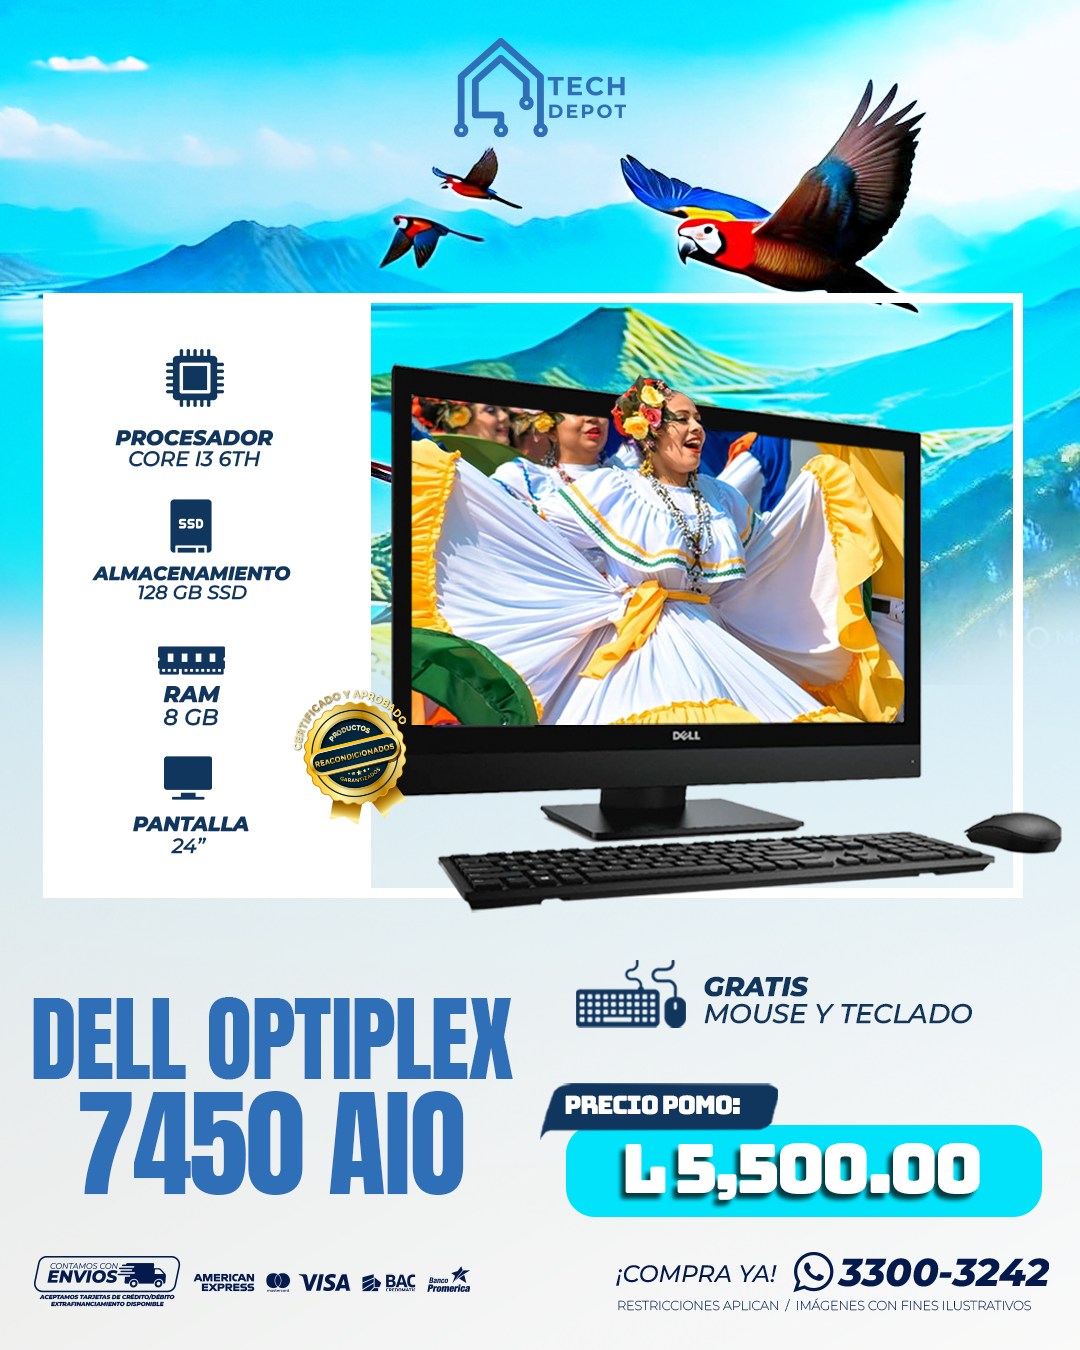 TECH
DEPOT
PROCESADOR
CORE I3 6TH
SSD
ALMACENAMIENTO
128 GB SSD
RAM
8 GB
PANTALLA
24”
CERTIFICADO Y APROBADO
PRODUCTOS
REACONDICIONADOS
GARANTIZADOS
DELL
GRATIS
MOUSE Y TECLADO
DELL OPTIPLEX
7450 AIO
PRECIO POMO:
L 5,500.00
CONTAMOS CON
ENVIOS
ACEPTAMOS TARJETAS DE CRÉDITO/DÉBITO
EXTRAFINANCIAMIENTO DISPONIBLE
AMERICAN
EXPRESS
mastercard
VISA
BAC
CREDOMATIC
Banco
Promerica
¡COMPRA YA! 3300-3242
RESTRICCIONES APLICAN / IMÁGENES CON FINES ILUSTRATIVOS